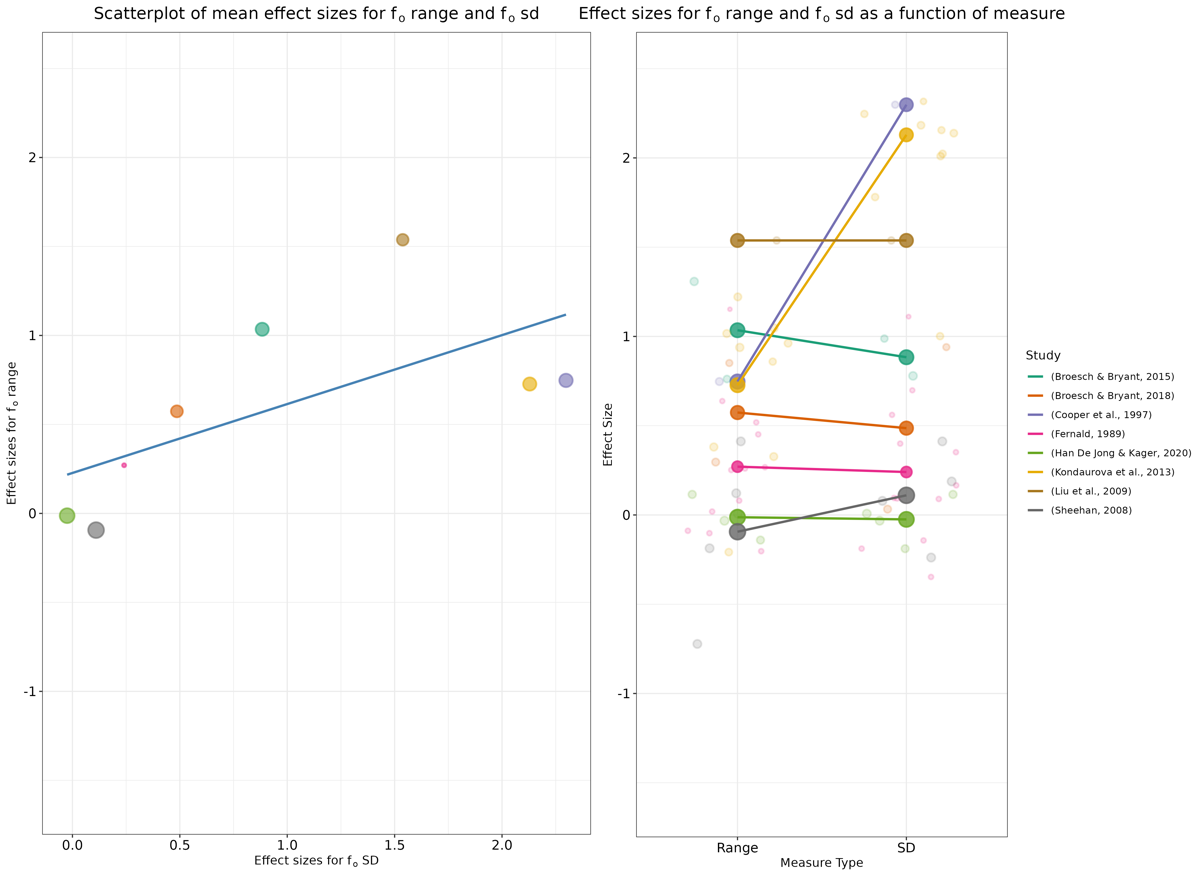 Scatterplot of mean effect sizes for fo range and fo sd
Effect sizes for fo range
2
1
0
-1
0.0 0.5 1.0 1.5 2.0
Effect sizes for fo SD
Effect sizes for fo range and fo sd as a function of measure
Effect Size
2
1
0
-1
Range SD
Measure Type
Study
(Broesch & Bryant, 2015)
(Broesch & Bryant, 2018)
(Cooper et al., 1997)
(Fernald, 1989)
(Han De Jong & Kager, 2020)
(Kondaurova et al., 2013)
(Liu et al., 2009)
(Sheehan, 2008)